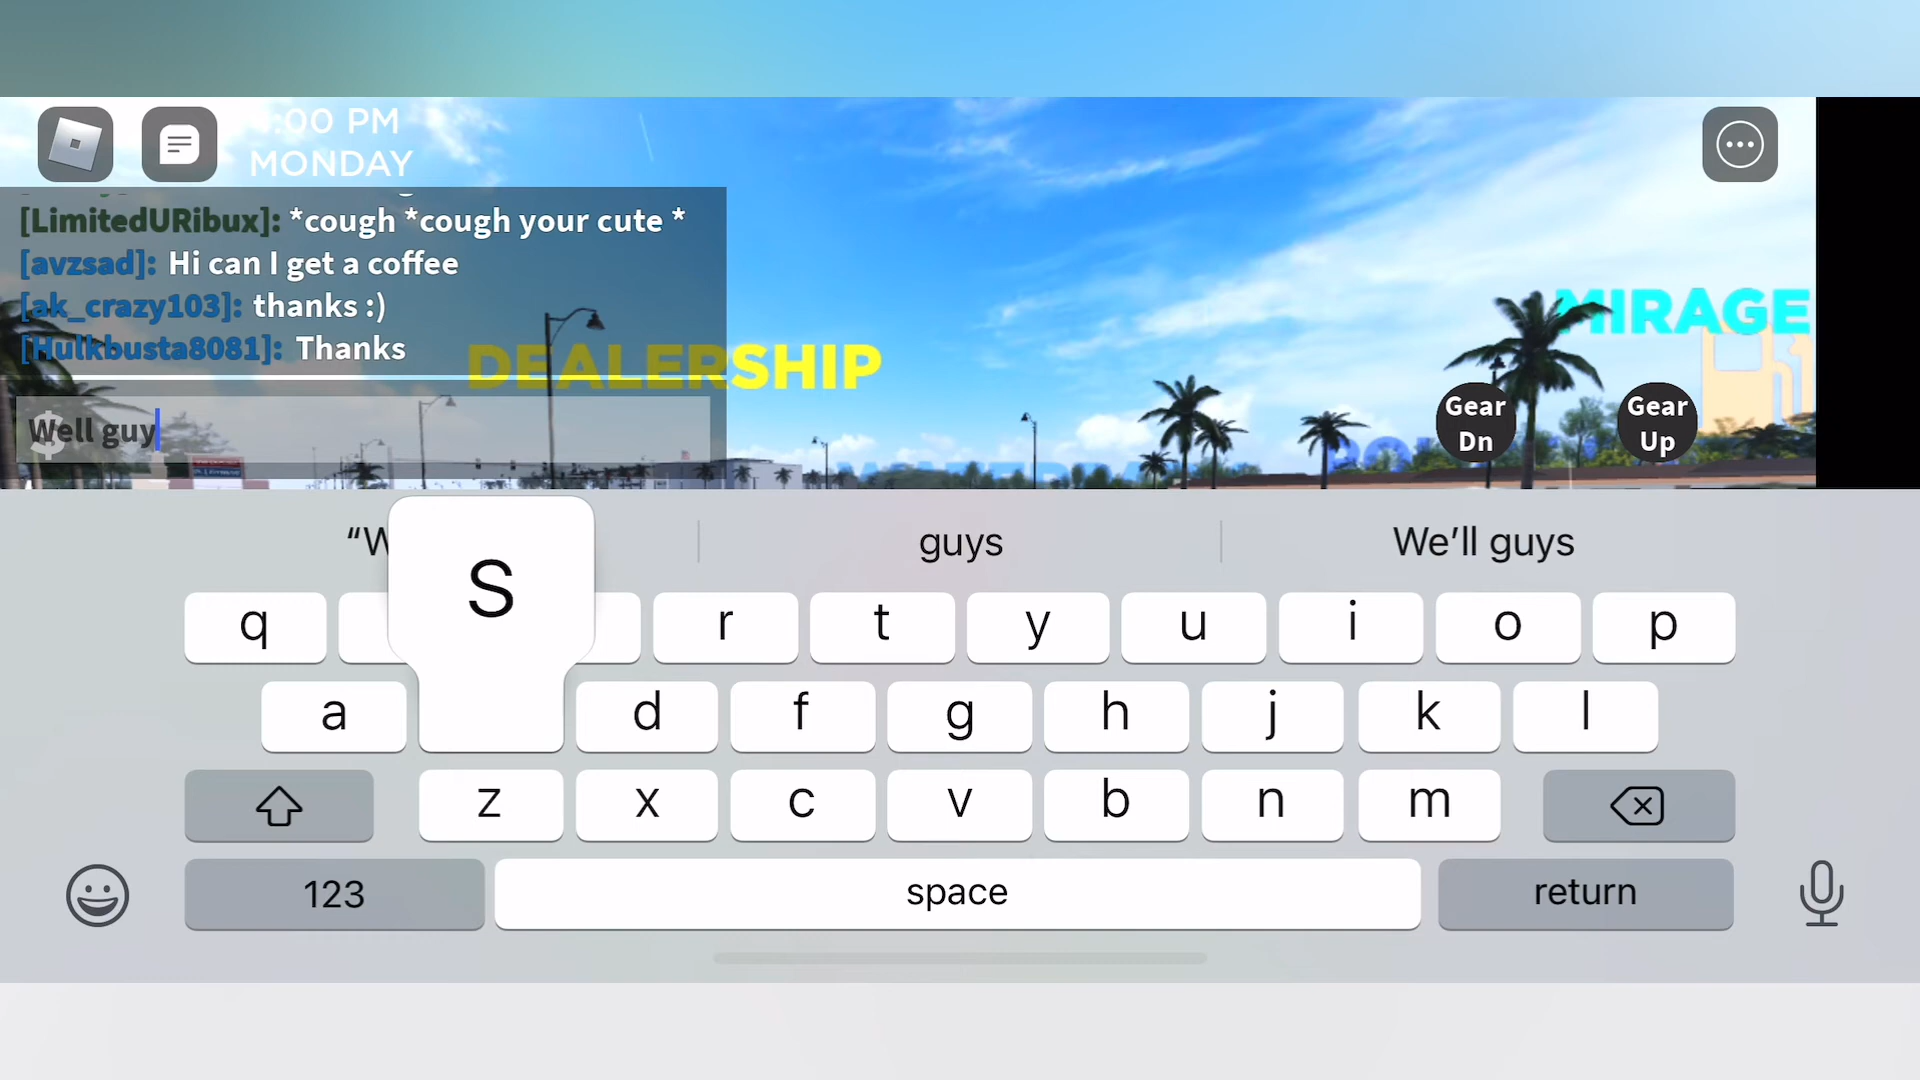 :00 PM
MONDAY
[LimitedURibux]: *cough *cough your cute *
[avzsad]: Hi can I get a coffee
[ak_crazy103]: thanks :)
[Hulkbusta8081]: Thanks
DEALERSHIP
MIRAGE
Well guy
Gear
Dn
Gear
Up
“W
guys
We’ll guys
S
q r t y u i o p
a d f g h j k l
z x c v b n m
123 space return